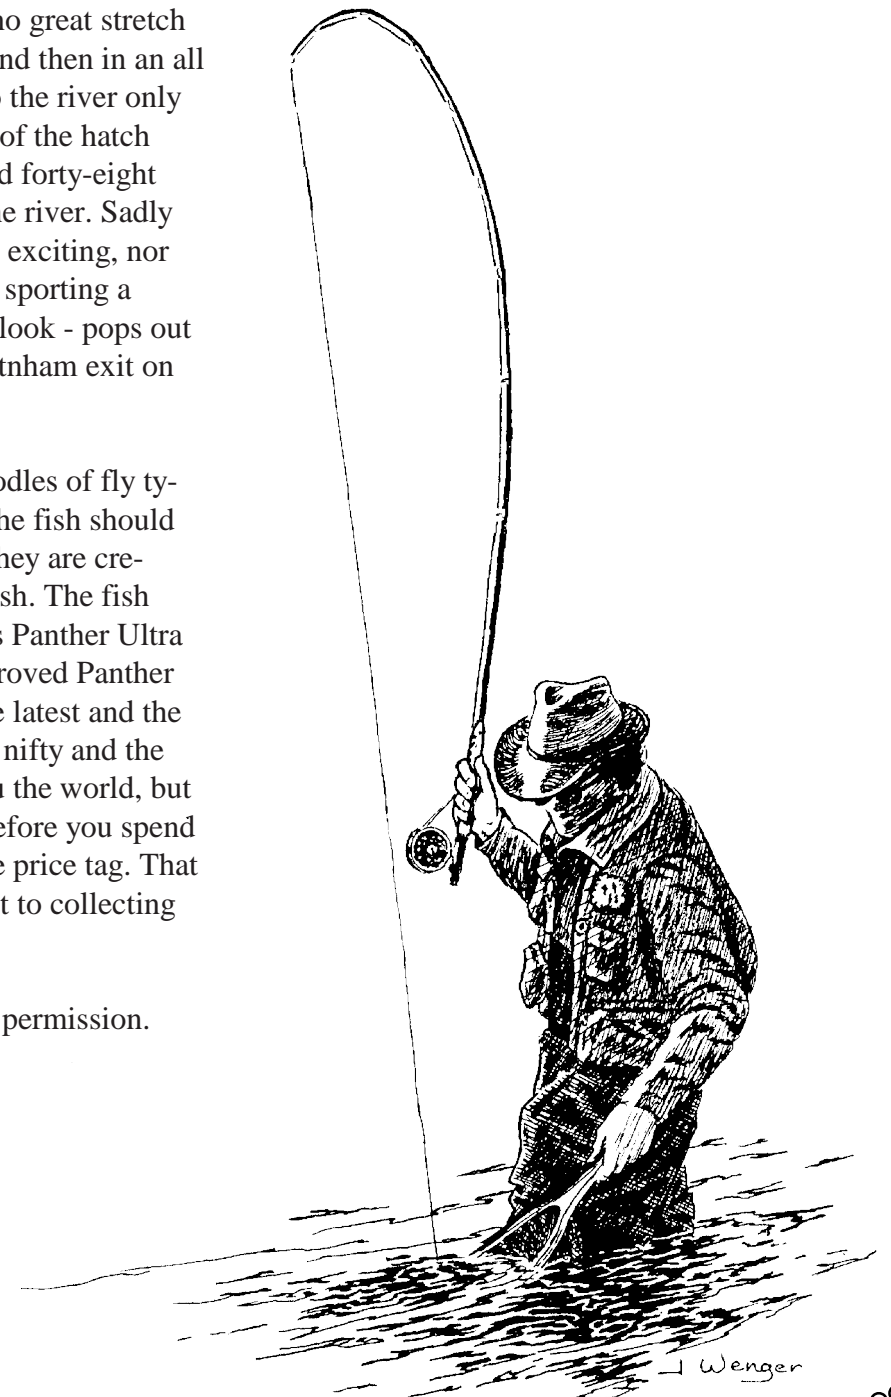 no great stretch
nd then in an all
the river only
of the hatch
d forty-eight
e river. Sadly
exciting, nor
sporting a
look - pops out
tnham exit on
odles of fly ty-
he fish should
hey are cre-
sh. The fish
s Panther Ultra
roved Panther
e latest and the
nifty and the
u the world, but
efore you spend
e price tag. That
t to collecting
permission.
J Wenger